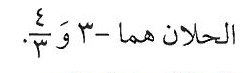 الحلان هما -٣ وَ ٤/٣.